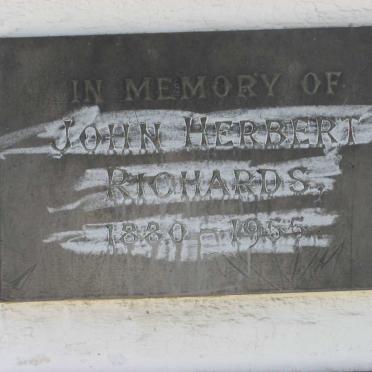 IN MEMORY OF
JOHN HERBERT
RICHARDS
1880 - 1955